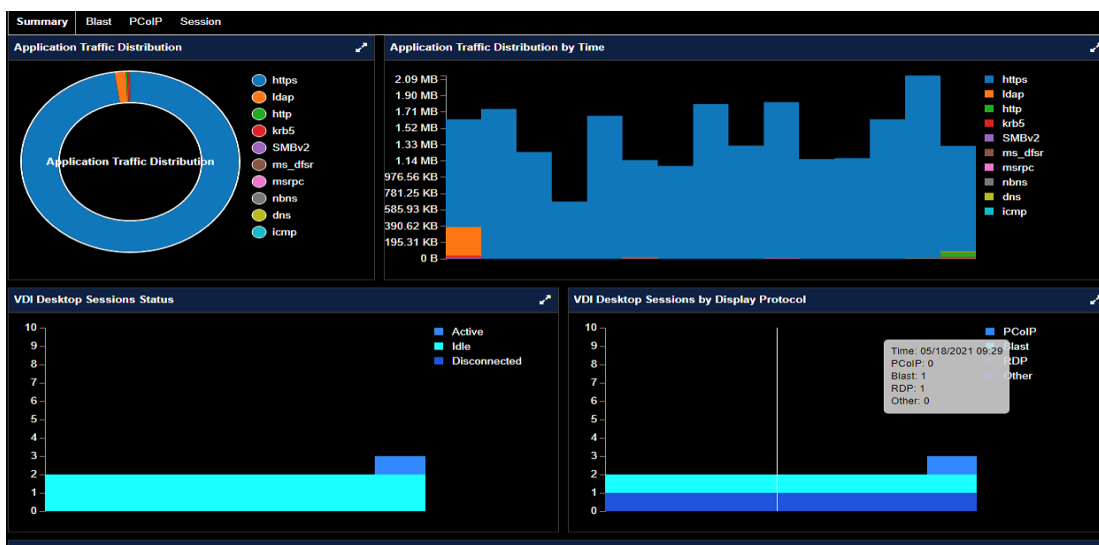 Summary Blast PCoIP Session
Application Traffic Distribution
Application Traffic Distribution
https
ldap
http
krb5
SMBv2
ms_dfsr
msrpc
nbns
dns
icmp
Application Traffic Distribution by Time
2.09 MB
1.90 MB
1.71 MB
1.52 MB
1.33 MB
1.14 MB
976.56 KB
781.25 KB
585.93 KB
390.62 KB
195.31 KB
0 B
https
ldap
http
krb5
SMBv2
ms_dfsr
msrpc
nbns
dns
icmp
VDI Desktop Sessions Status
10
9
8
7
6
5
4
3
2
1
0
Active
Idle
Disconnected
VDI Desktop Sessions by Display Protocol
10
9
8
7
6
5
4
3
2
1
0
PCoIP
Blast
RDP
Other
Time: 05/18/2021 09:29
PCoIP: 0
Blast: 1
RDP: 1
Other: 0